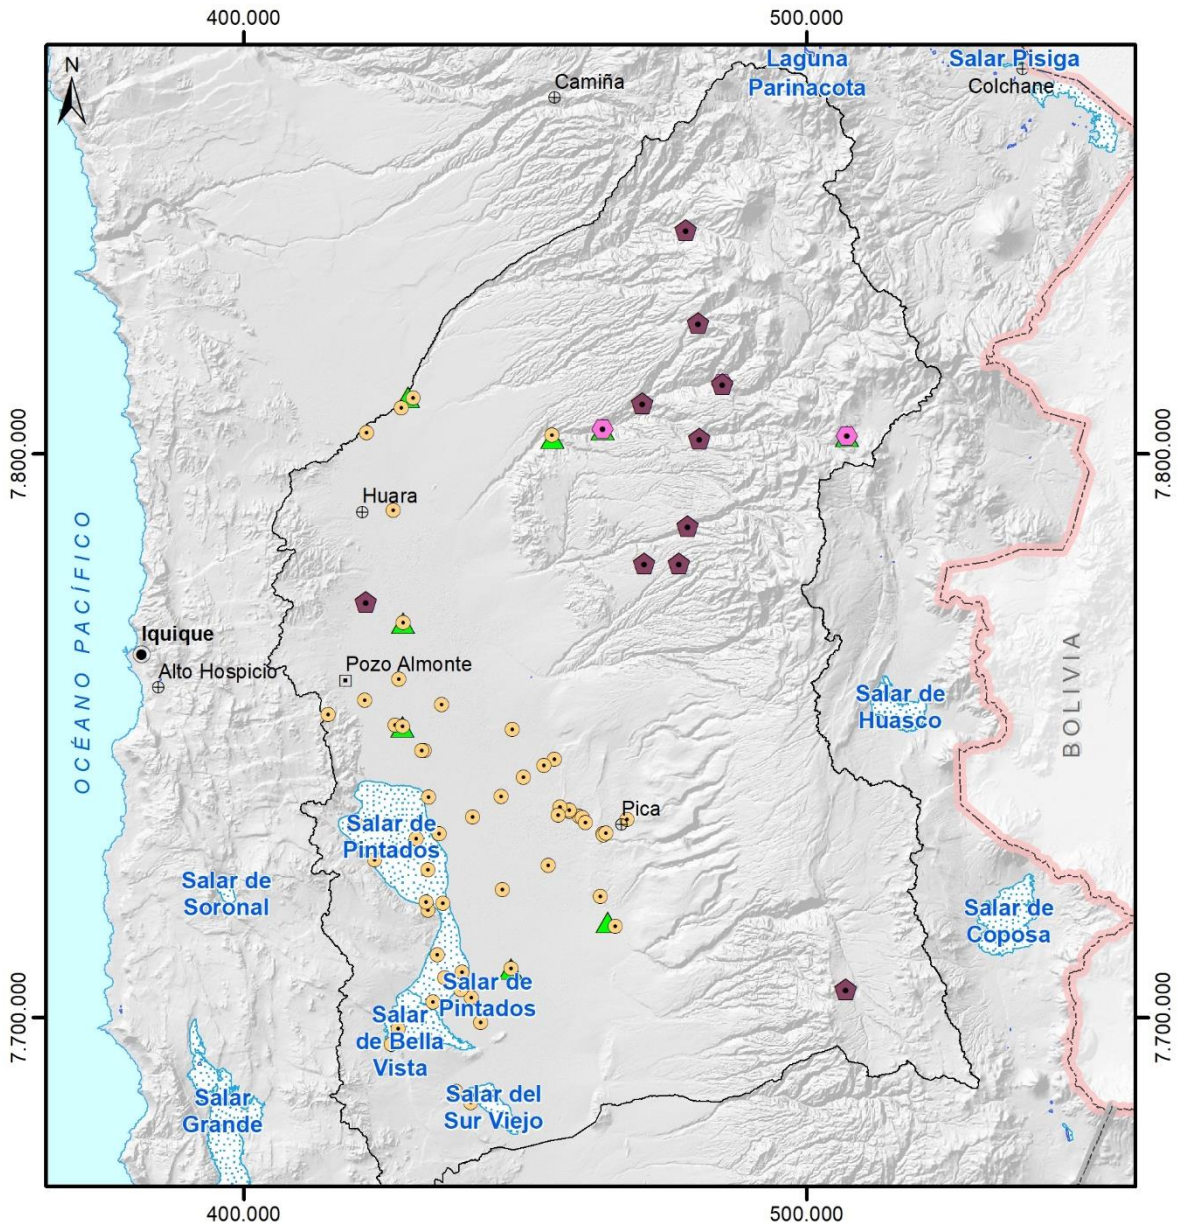 400.000
500.000
N
Camiña
Laguna
Parinacota
Salar Pisiga
Colchane
7.800.000
7.800.000
Huara
OCÉANO PACÍFICO
Iquique
Alto Hospicio
Pozo Almonte
BOLIVIA
Salar de
Huasco
Pica
Salar de
Pintados
Salar de
Soronal
Salar de
Coposa
Salar de
Pintados
Salar
de Bella
Vista
7.700.000
7.700.000
Salar
Grande
Salar del
Sur Viejo
400.000
500.000